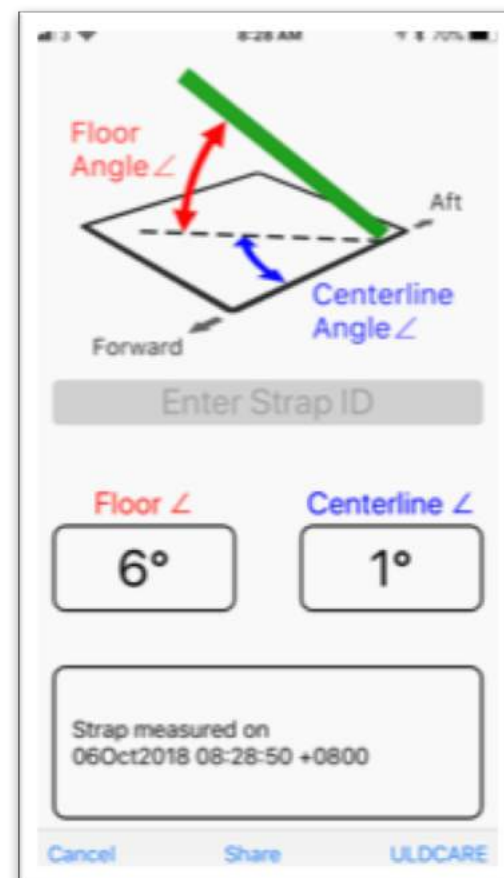 8:28 AM
70%
Floor
Angle∠
Aft
Centerline
Angle∠
Forward
Enter Strap ID
Floor ∠
Centerline ∠
6°
1°
Strap measured on
06Oct2018 08:28:50 +0800
Cancel
Share
ULDCARE